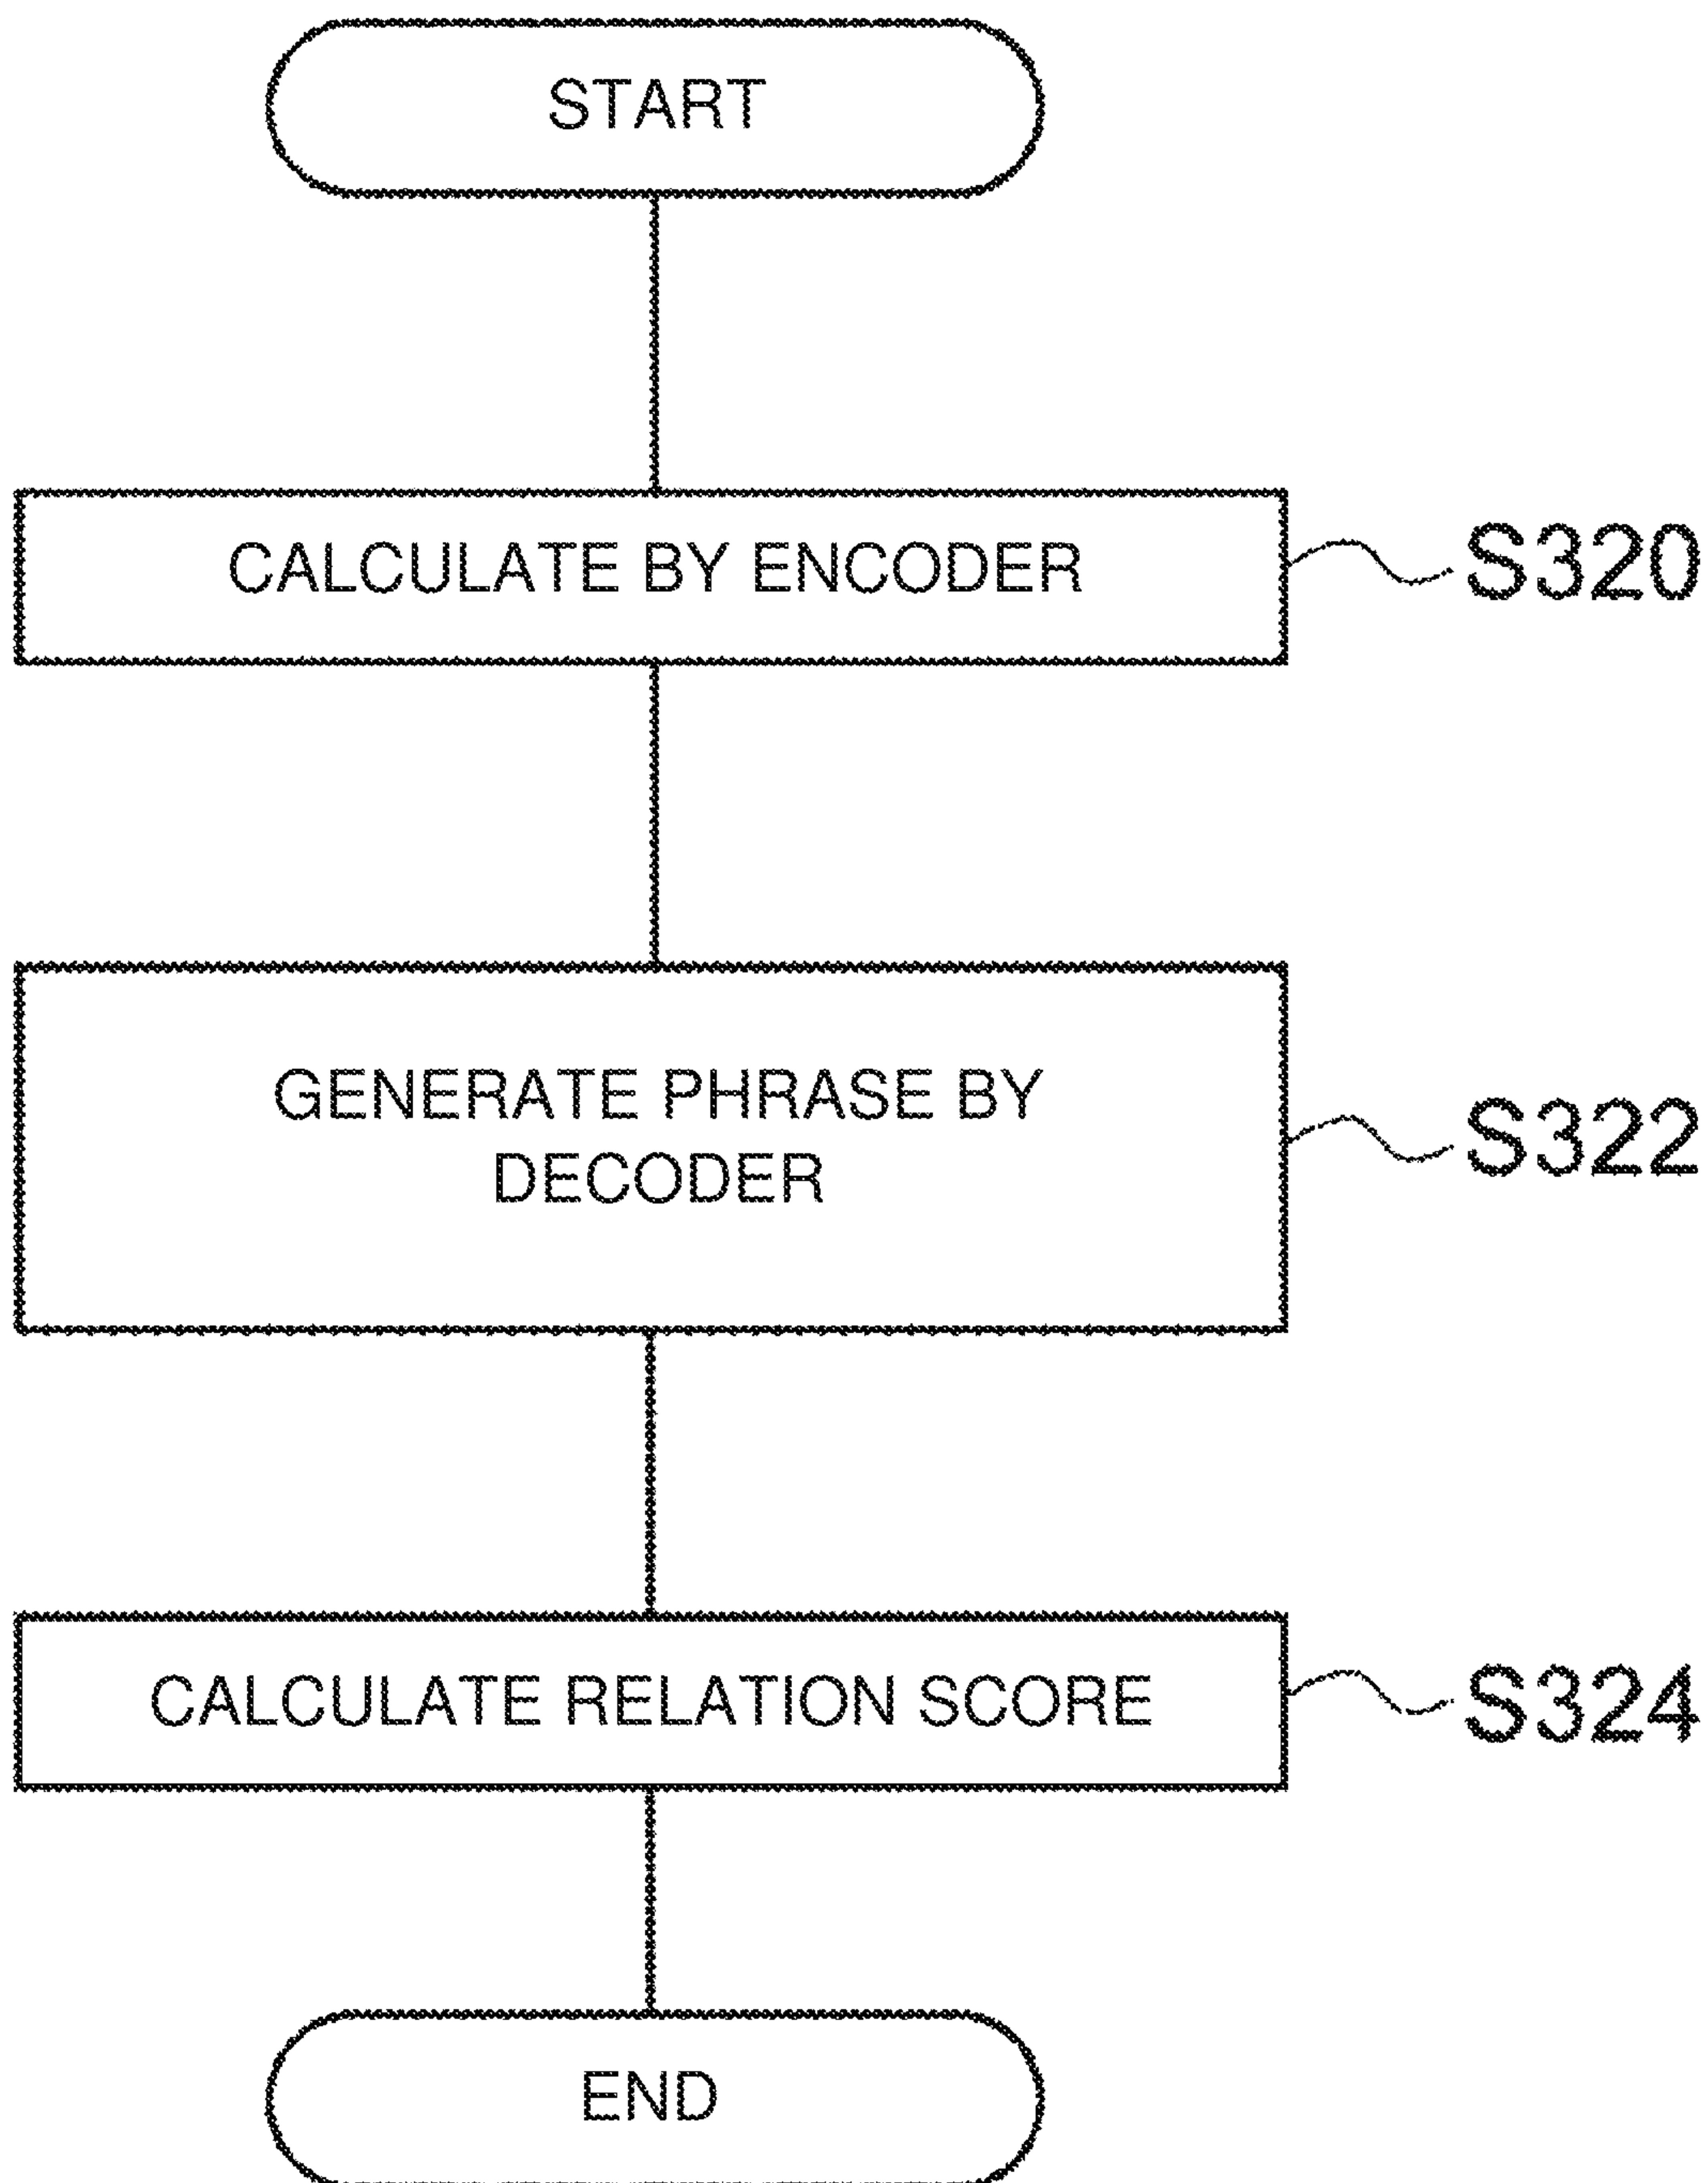 START
CALCULATE BY ENCODER
S320
GENERATE PHRASE BY
DECODER
S322
CALCULATE RELATION SCORE
S324
END